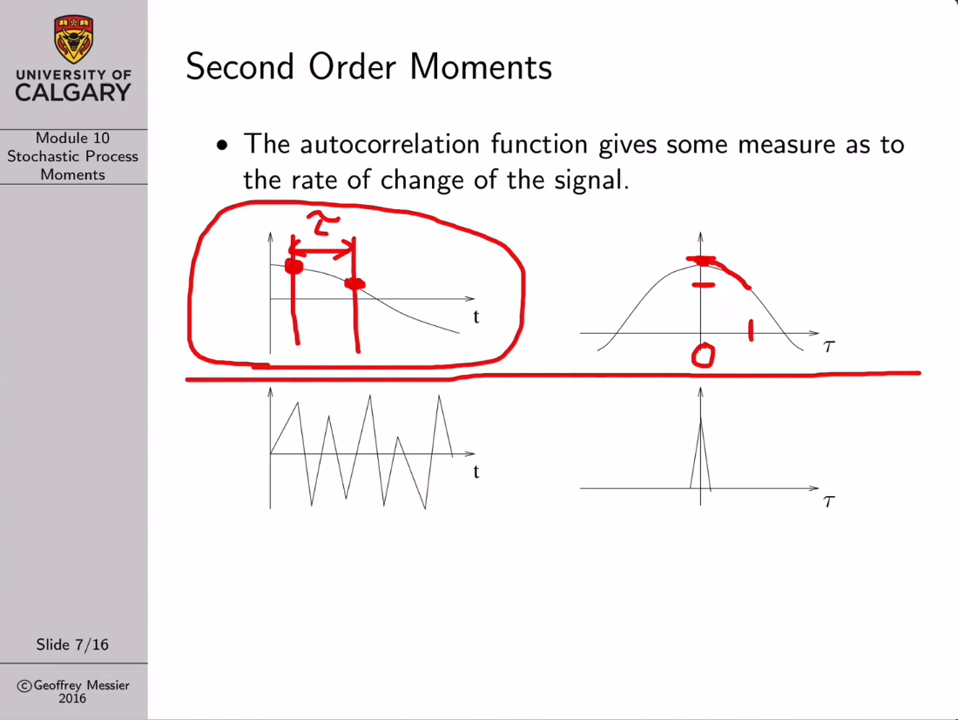 UNIVERSITY OF
CALGARY
Module 10
Stochastic Process
Moments
Second Order Moments
• The autocorrelation function gives some measure as to
the rate of change of the signal.
τ
t
0
τ
t
τ
Slide 7/16
©Geoffrey Messier
2016